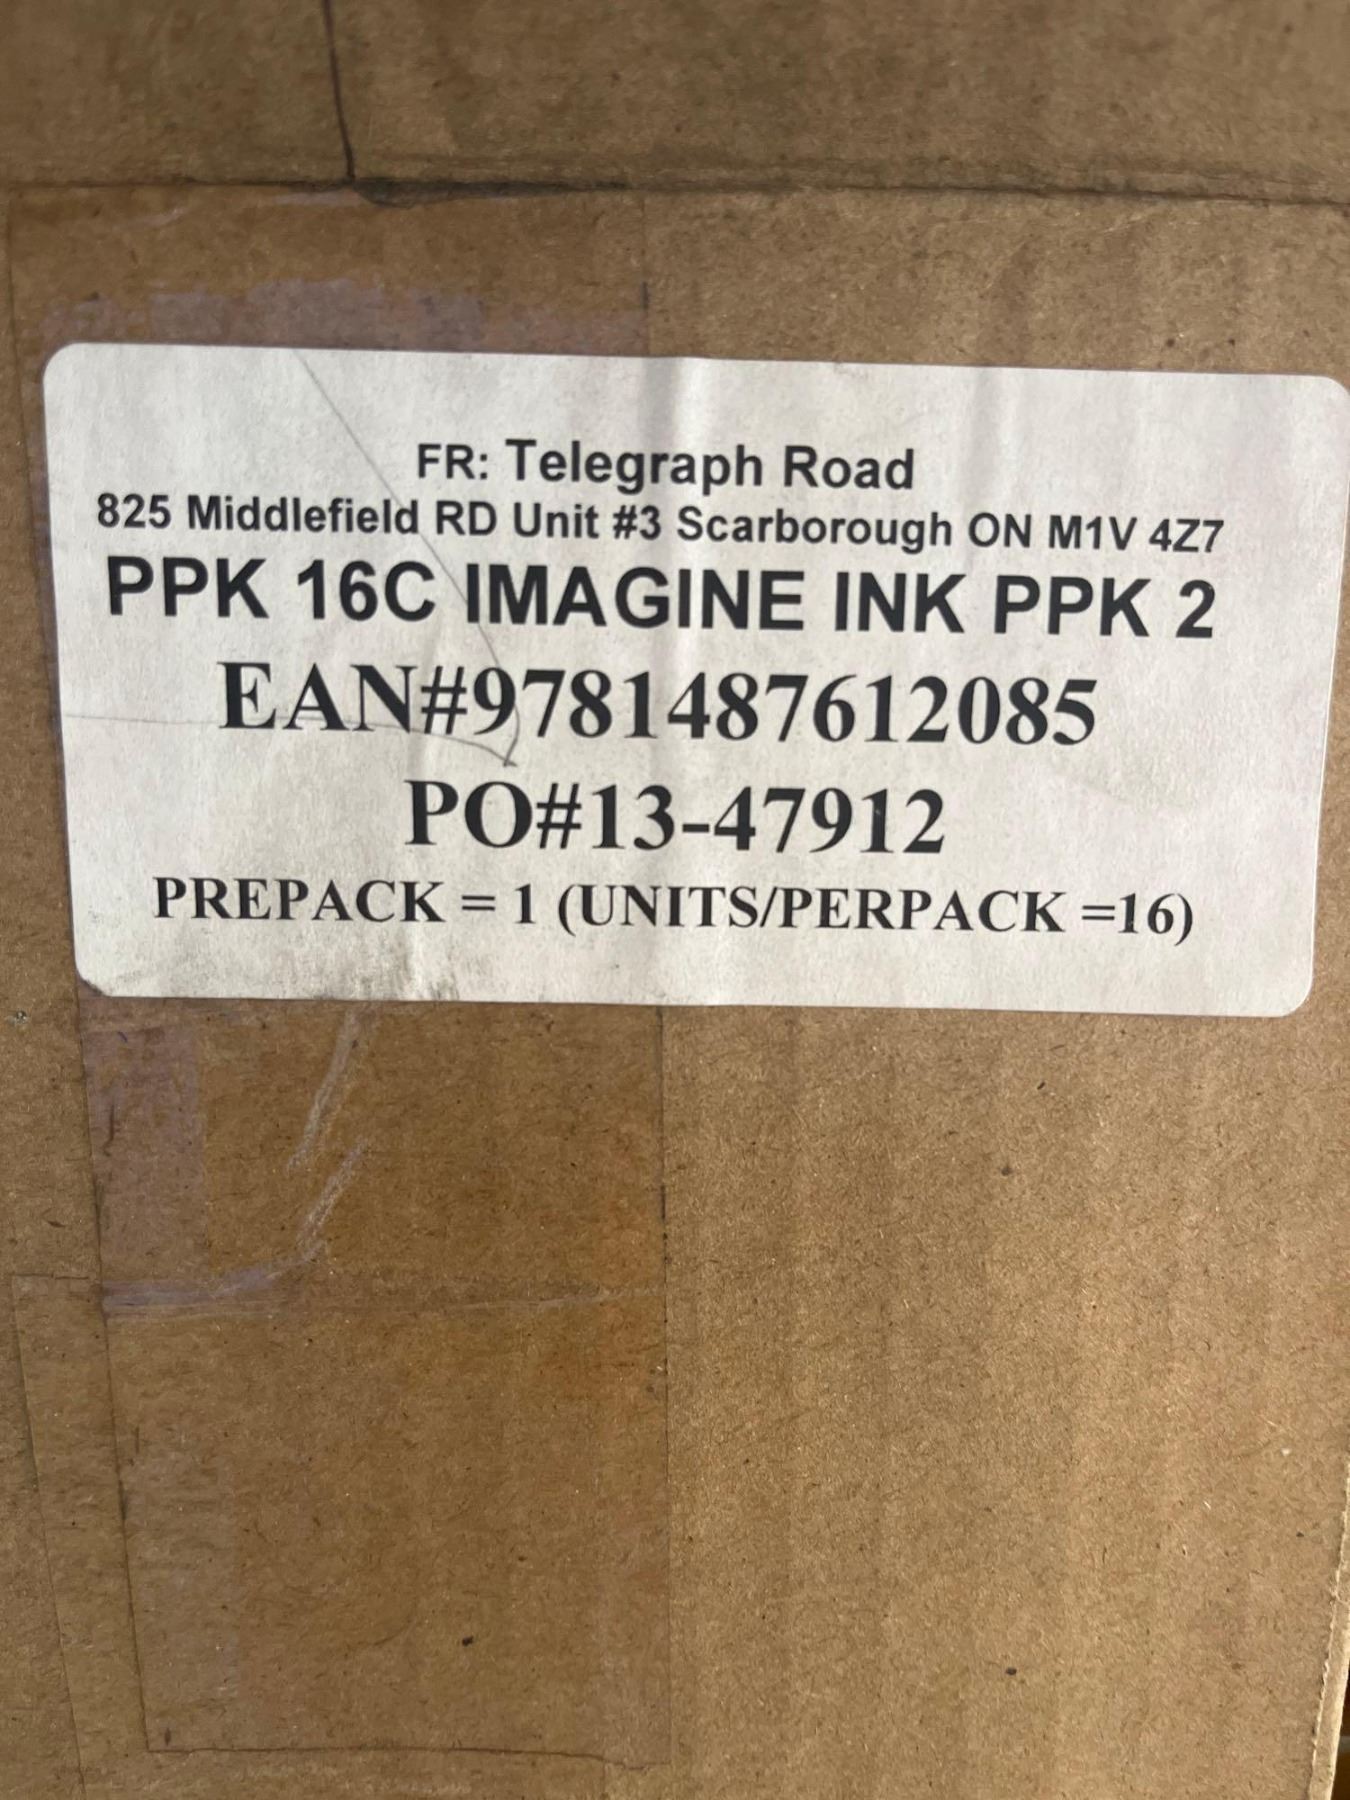 FR: Telegraph Road
825 Middlefield RD Unit #3 Scarborough ON M1V 4Z7
PPK 16C IMAGINE INK PPK 2
EAN#9781487612085
PO#13-47912
PREPACK = 1 (UNITS/PERPACK =16)